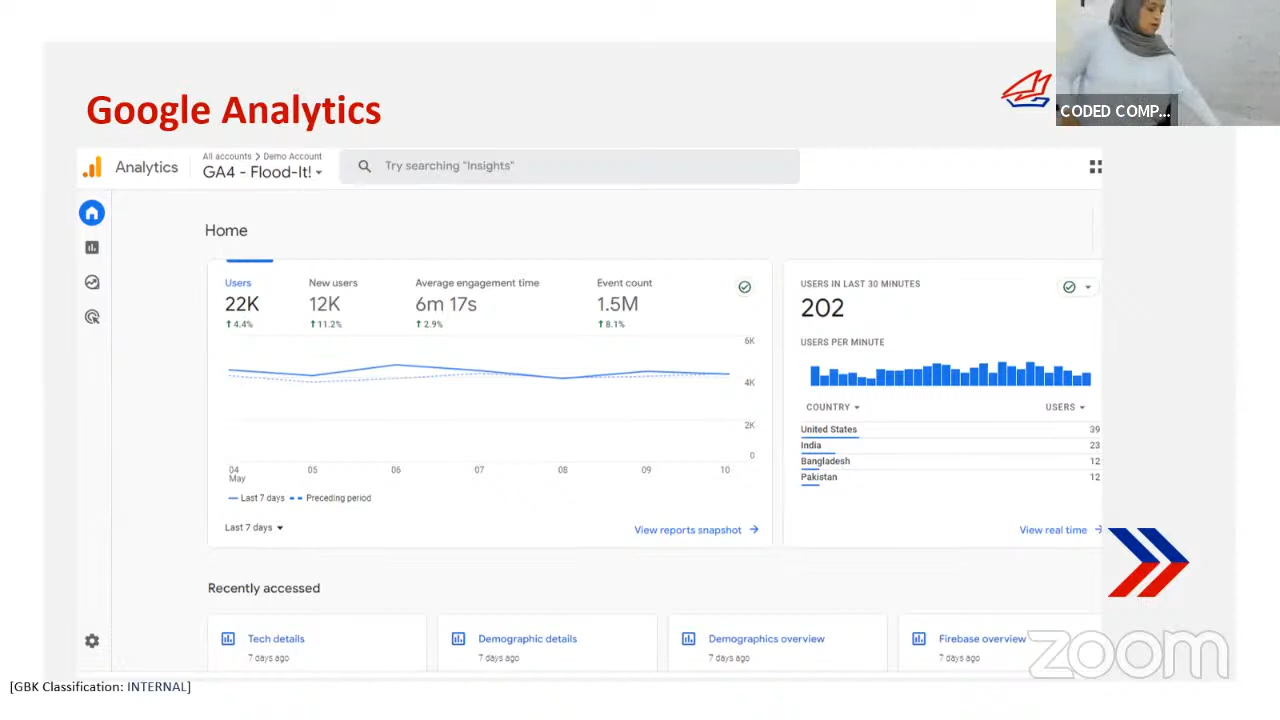 Google Analytics
CODED COMP...
Analytics
All accounts > Demo Account
GA4 - Flood-It!
Try searching "Insights"
Home
Users
22K
4.4%
New users
12K
11.2%
Average engagement time
6m 17s
2.9%
Event count
1.5M
8.1%
6K
4K
2K
0
04
May
05
06
07
08
09
10
Last 7 days
Preceding period
Last 7 days
View reports snapshot
USERS IN LAST 30 MINUTES
202
USERS PER MINUTE
COUNTRY
USERS
United States 39
India 23
Bangladesh 12
Pakistan 12
View real time
Recently accessed
Tech details
7 days ago
Demographic details
7 days ago
Demographics overview
7 days ago
Firebase overview
7 days ago
zoom
[GBK Classification: INTERNAL]